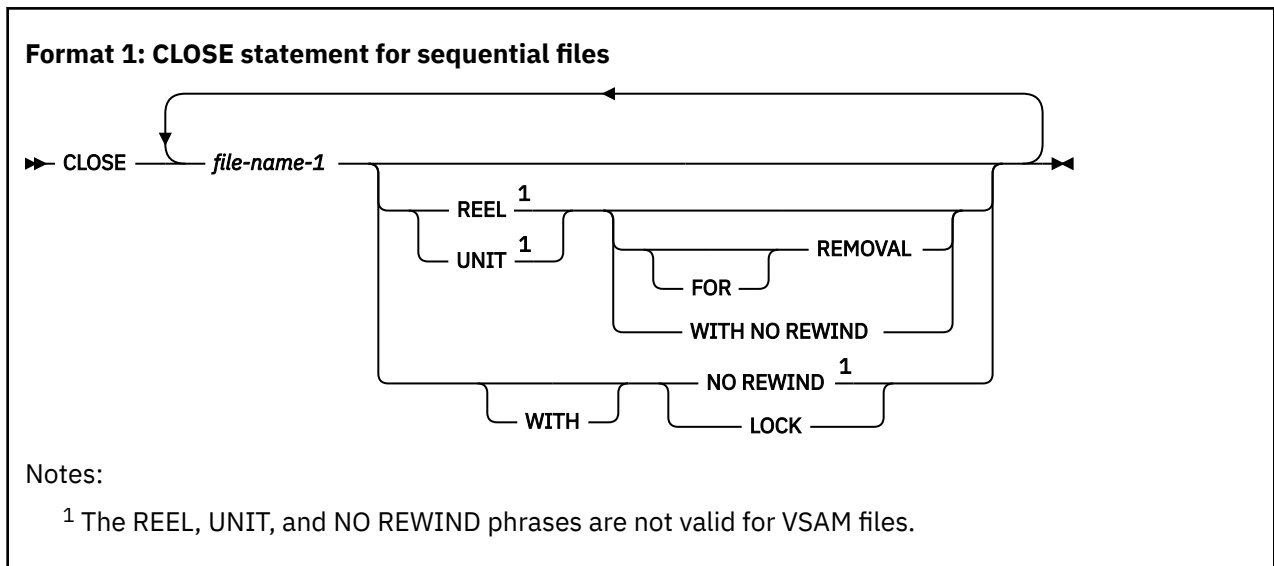 Format 1: CLOSE statement for sequential files
CLOSE file-name-1
REEL 1
UNIT 1
FOR REMOVAL
WITH NO REWIND
WITH NO REWIND 1
LOCK
Notes:
1 The REEL, UNIT, and NO REWIND phrases are not valid for VSAM files.